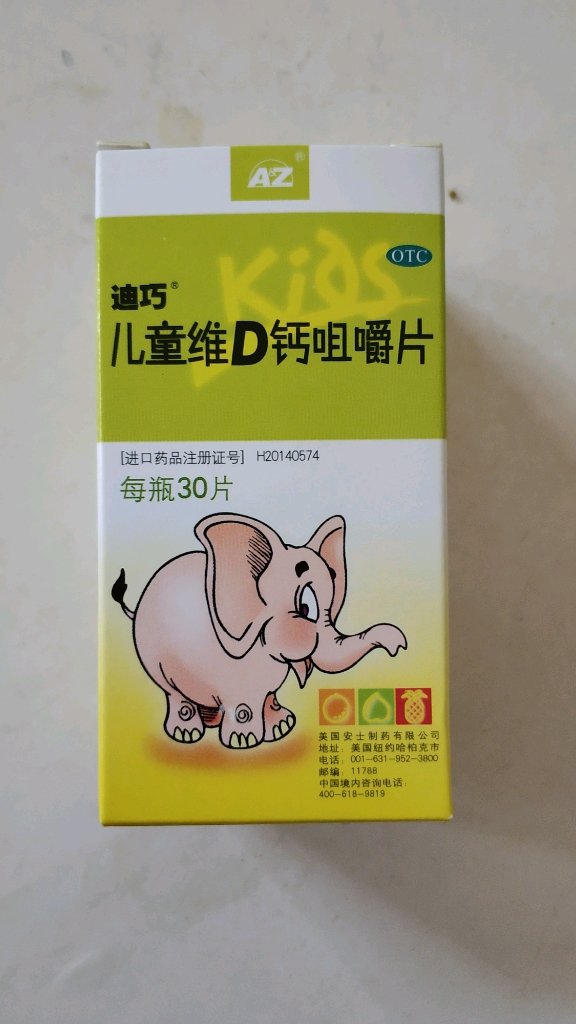 A&Z®
Kids
OTC
迪巧®
儿童维D钙咀嚼片
[进口药品注册证号] H20140574
每瓶30片
美国安士制药有限公司
地址：美国纽约哈柏克市
电话：001-631-952-3800
邮编：11788
中国境内咨询电话：
400-618-9819